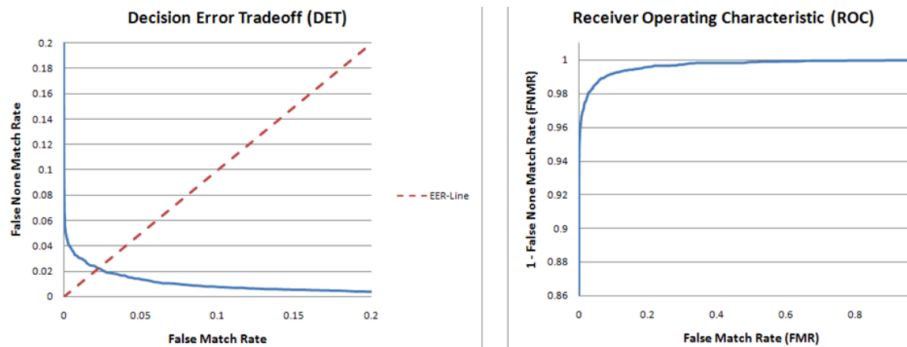 Decision Error Tradeoff (DET)
False None Match Rate
0.2
0.18
0.16
0.14
0.12
0.1
0.08
0.06
0.04
0.02
0
0 0.05 0.1 0.15 0.2
False Match Rate
EER-Line
Receiver Operating Characteristic (ROC)
1 - False None Match Rate (FNMR)
1
0.98
0.96
0.94
0.92
0.9
0.88
0.86
0 0.2 0.4 0.6 0.8
False Match Rate (FMR)